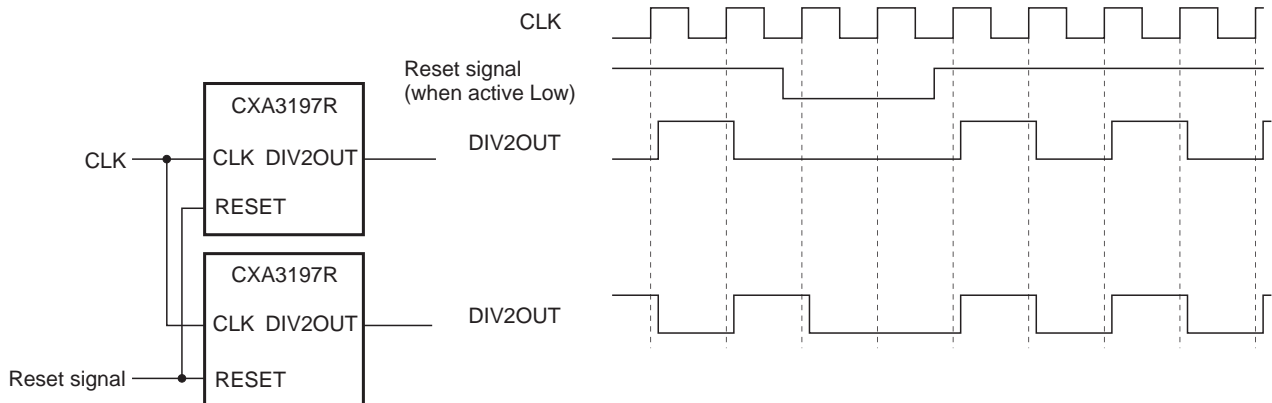 CLK
Reset signal
(when active Low)
DIV2OUT
DIV2OUT
CXA3197R
CLK
CLK DIV2OUT
RESET
CXA3197R
CLK DIV2OUT
Reset signal
RESET